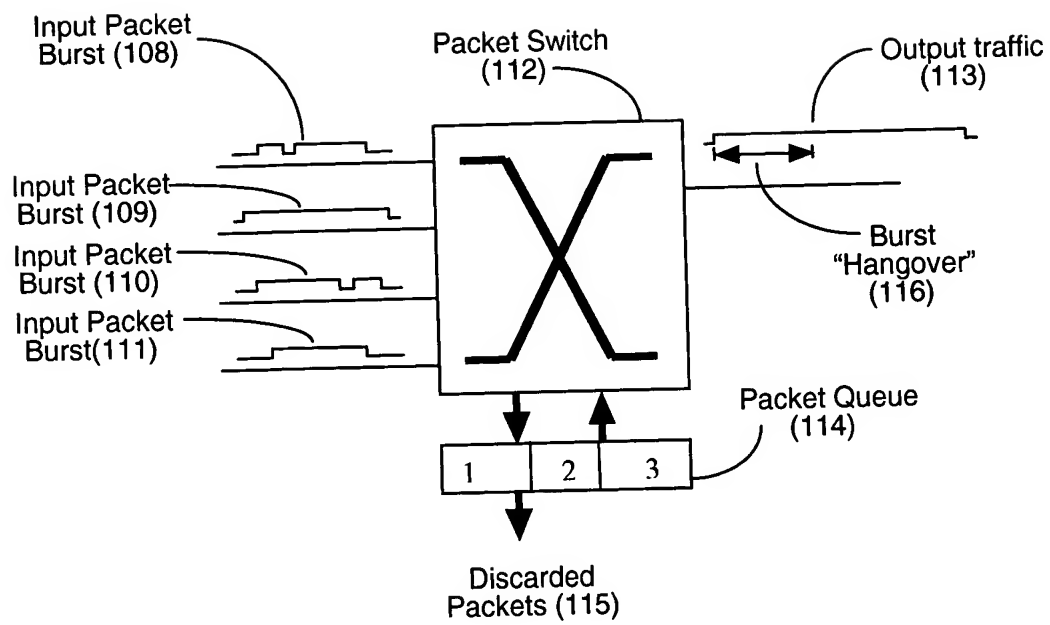 Input Packet
Burst (108)
Packet Switch
(112)
Output traffic
(113)
Input Packet
Burst (109)
Input Packet
Burst (110)
Input Packet
Burst(111)
Burst
“Hangover”
(116)
Packet Queue
(114)
1 2 3
Discarded
Packets (115)